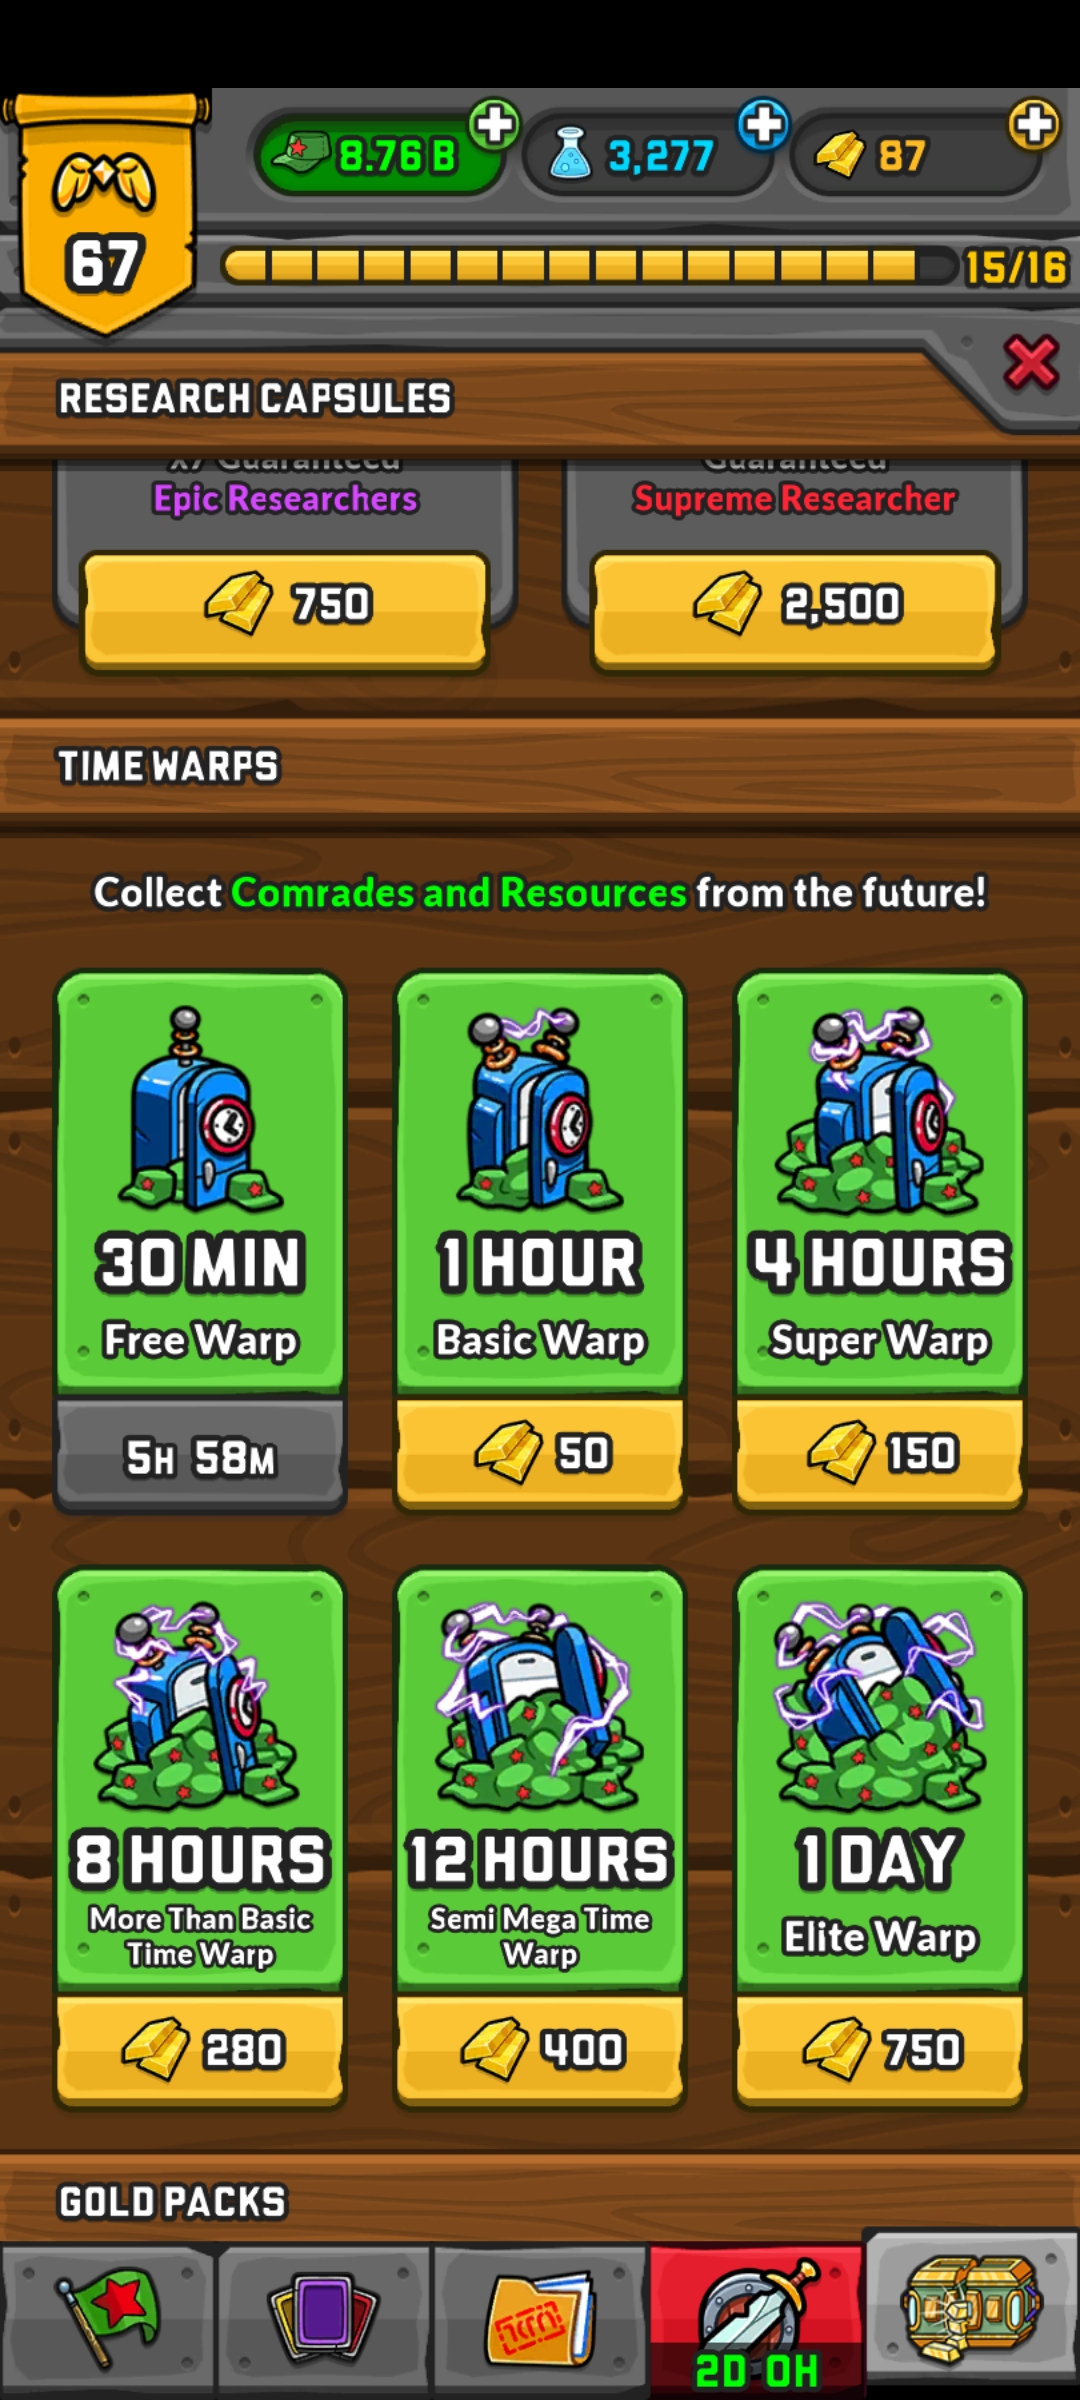 8.76 B
3,277
87
67
15/16
RESEARCH CAPSULES
x7 Guaranteed
Epic Researchers
Guaranteed
Supreme Researcher
750
2,500
TIME WARPS
Collect Comrades and Resources from the future!
30 MIN
Free Warp
5H 58M
1 HOUR
Basic Warp
50
4 HOURS
Super Warp
150
8 HOURS
More Than Basic
Time Warp
280
12 HOURS
Semi Mega Time
Warp
400
1 DAY
Elite Warp
750
GOLD PACKS
2D 0H